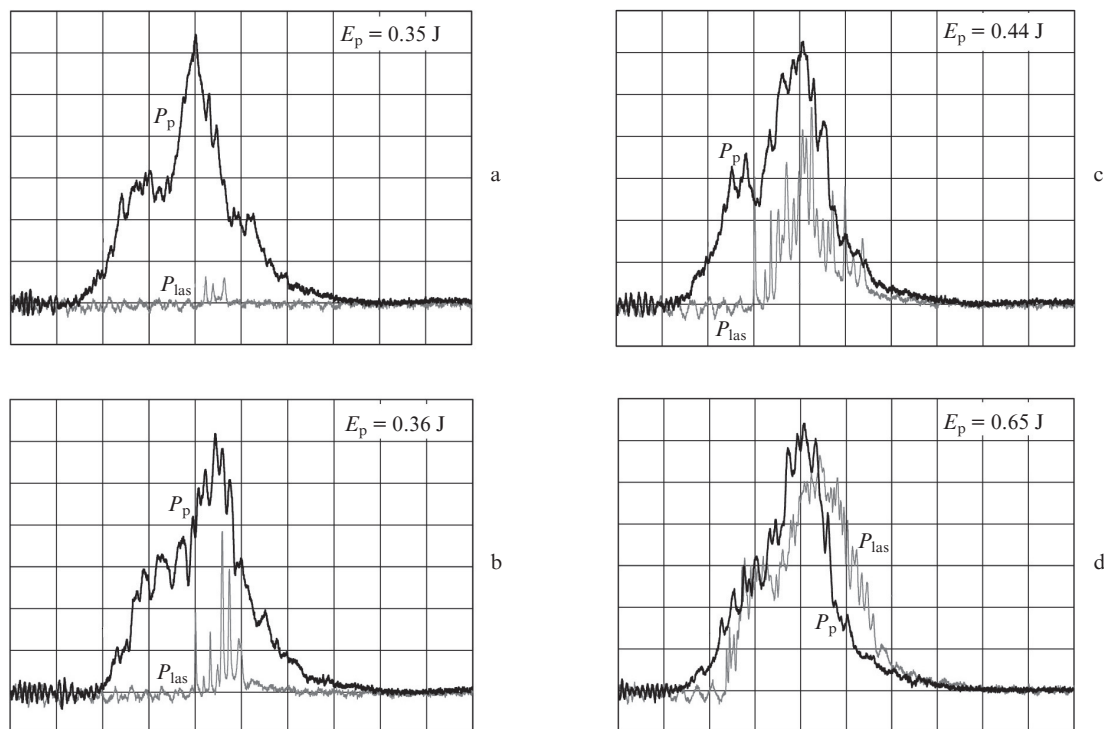 E_p = 0.35 J
P_p
P_las
a
E_p = 0.36 J
P_p
P_las
b
E_p = 0.44 J
P_p
P_las
c
E_p = 0.65 J
P_las
P_p
d